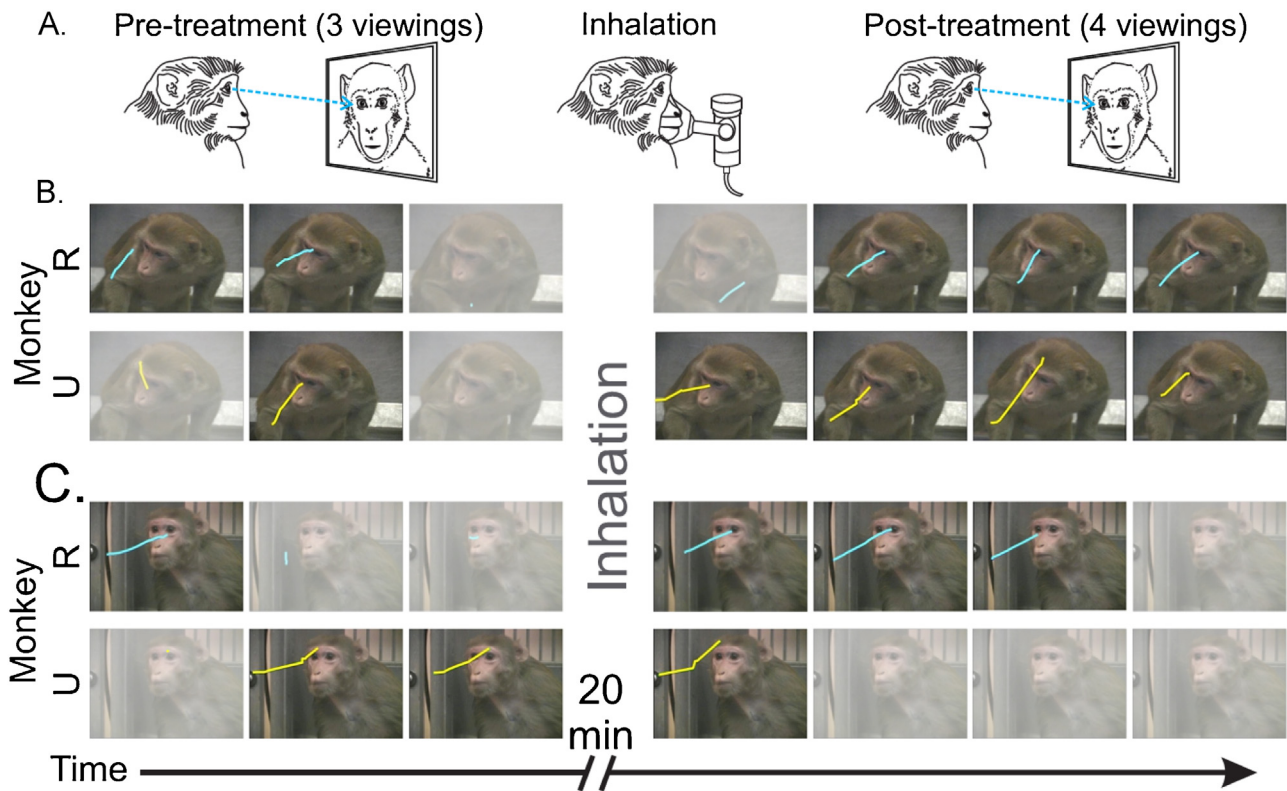 A.
Pre-treatment (3 viewings)
Inhalation
Post-treatment (4 viewings)
B.
Monkey
R
U
Inhalation
C.
Monkey
R
U
20
min
Time